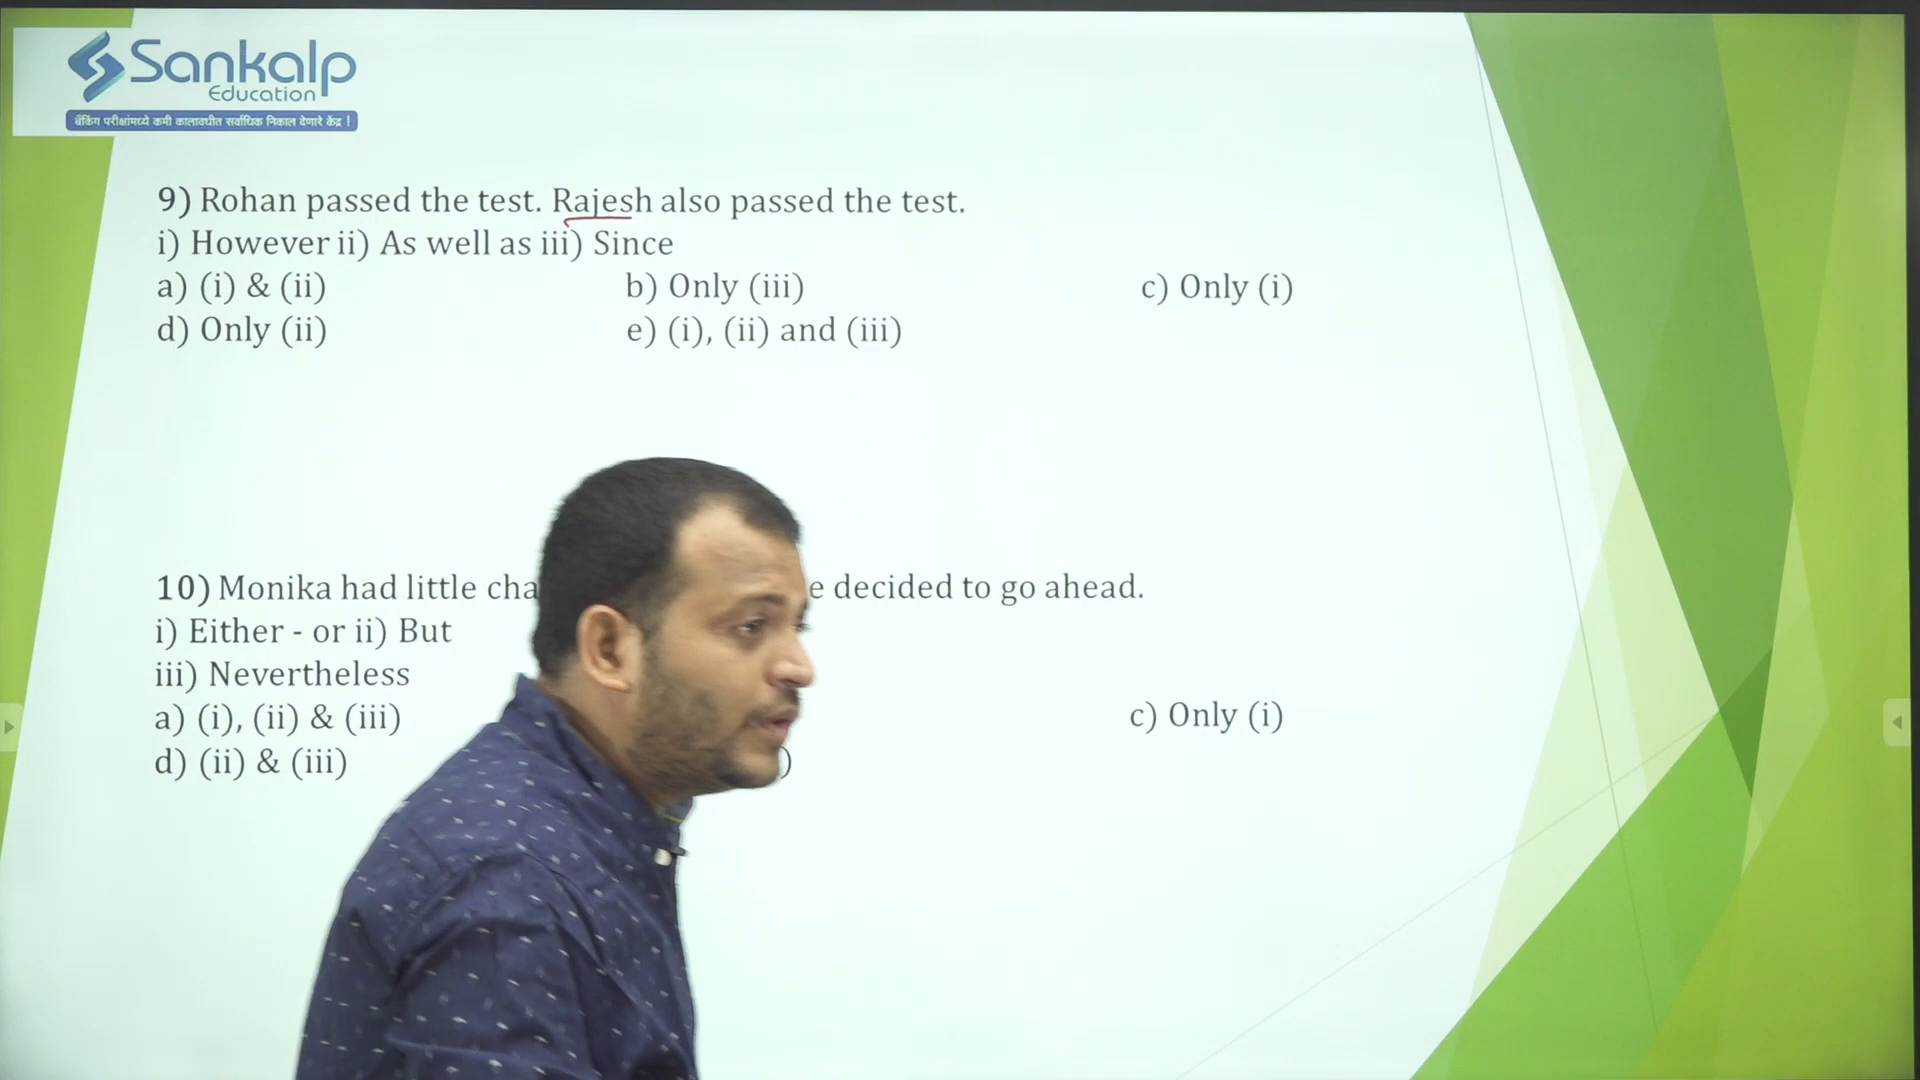 Sankalp
Education
बँकिंग परीक्षांमध्ये कमी कालावधीत सर्वाधिक निकाल देणारे केंद्र !
9) Rohan passed the test. Rajesh also passed the test.
i) However ii) As well as iii) Since
a) (i) & (ii) b) Only (iii) c) Only (i)
d) Only (ii) e) (i), (ii) and (iii)
10) Monika had little decided to go ahead.
i) Either - or ii) But
iii) Nevertheless
a) (i), (ii) & (iii) c) Only (i)
d) (ii) & (iii)